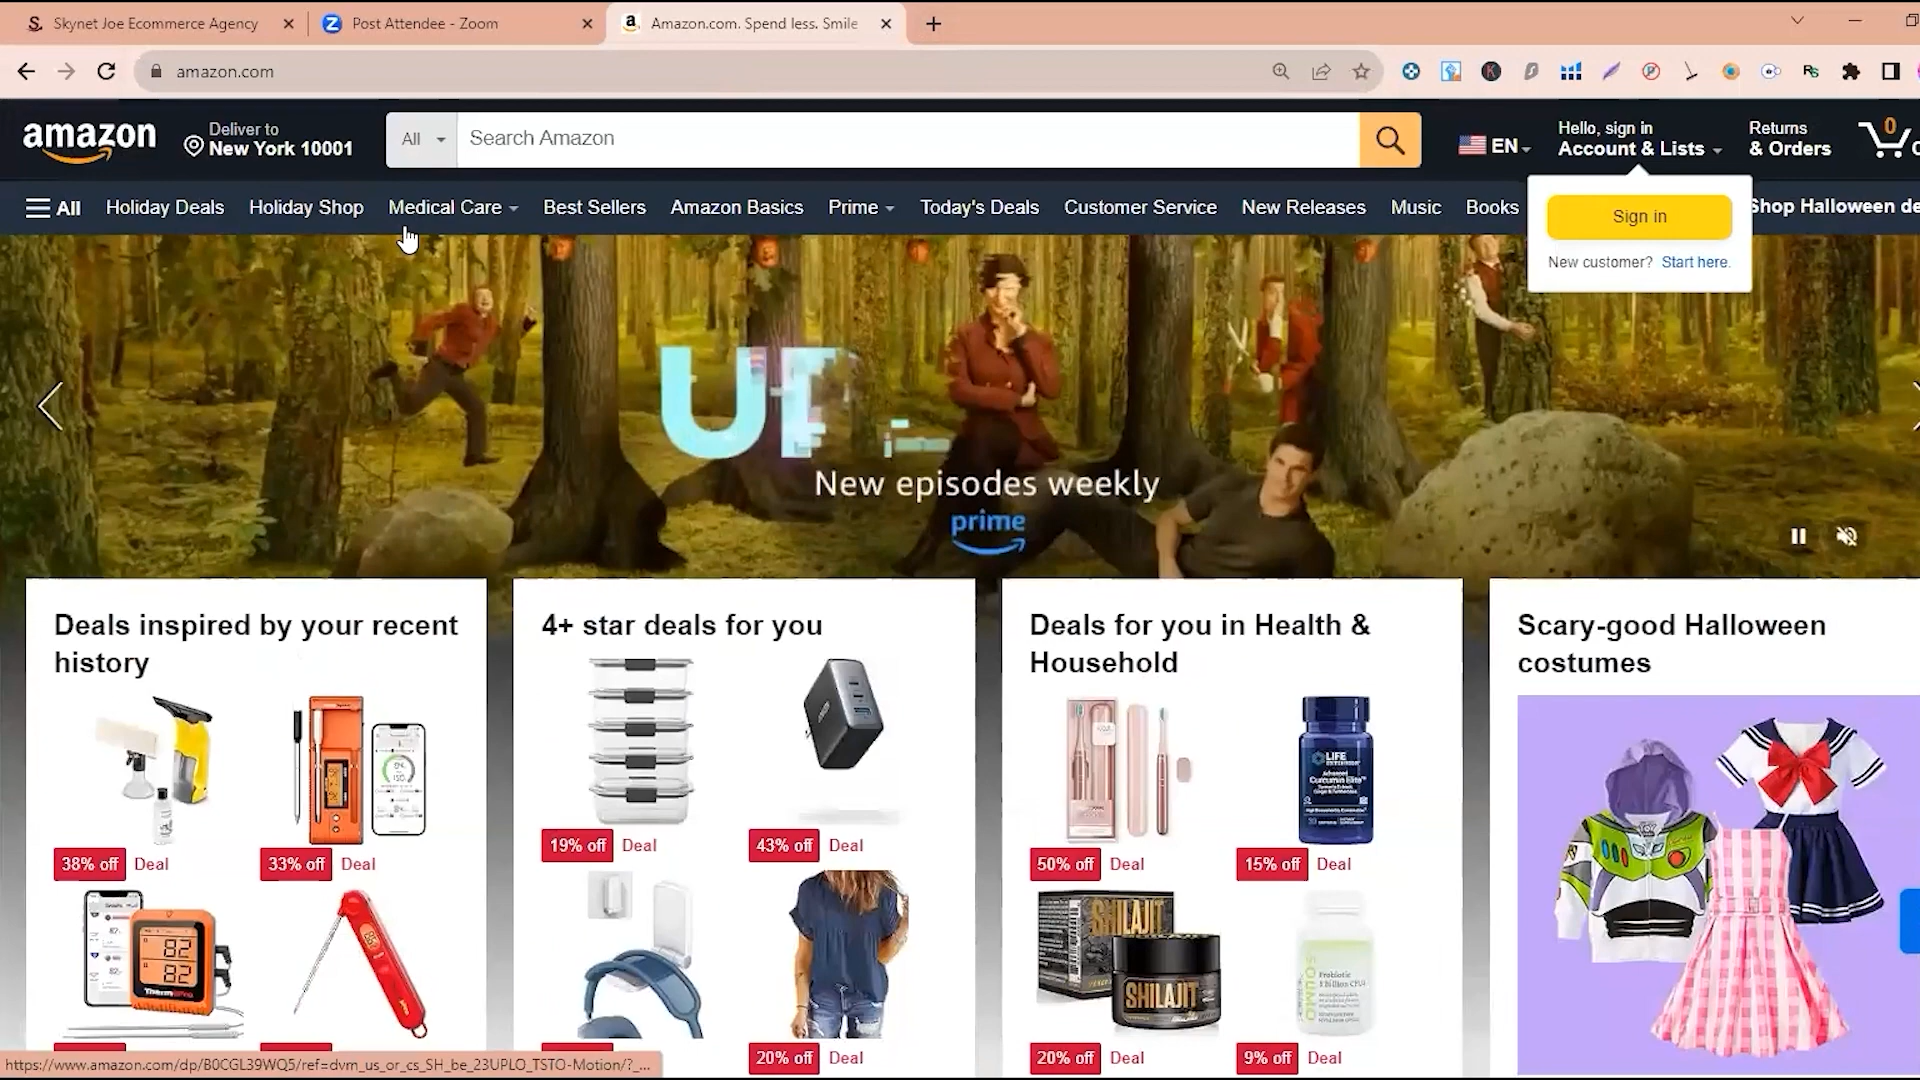 Skynet Joe Ecommerce Agency
Post Attendee - Zoom
Amazon.com. Spend less. Smile
amazon.com
amazon
Deliver to
New York 10001
All
Search Amazon
EN
Hello, sign in
Account & Lists
Returns
& Orders
0
All
Holiday Deals
Holiday Shop
Medical Care
Best Sellers
Amazon Basics
Prime
Today's Deals
Customer Service
New Releases
Music
Books
Shop Halloween de
Sign in
New customer? Start here.
New episodes weekly
prime
Deals inspired by your recent
history
38% off Deal
33% off Deal
82
82
4+ star deals for you
19% off Deal
43% off Deal
20% off Deal
Deals for you in Health &
Household
LIFE
50% off Deal
15% off Deal
SHILAJIT
SHILAJIT
20% off Deal
9% off Deal
Scary-good Halloween
costumes
https://www.amazon.com/dp/B0CGL39WQ5/ref=dvm_us_or_cs_SH_be_23UPLO_TSTO-Motion/?_...